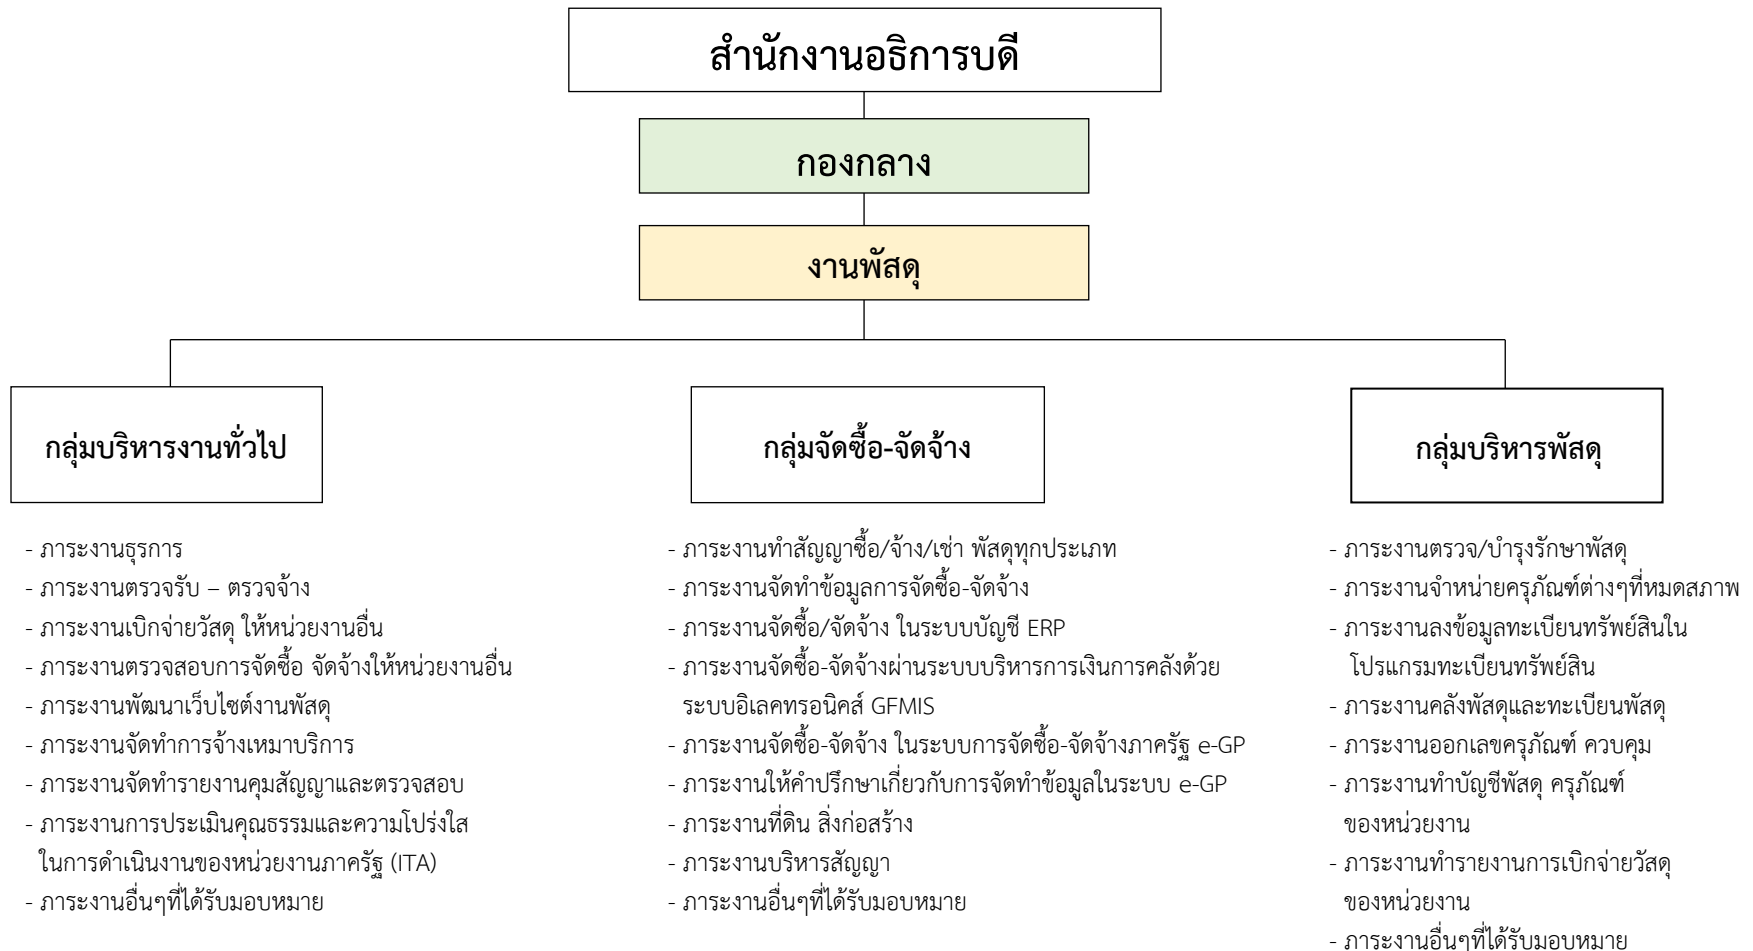 สำนักงานอธิการบดี
กองกลาง
งานพัสดุ
กลุ่มบริหารงานทั่วไป
- ภาระงานธุรการ
- ภาระงานตรวจรับ – ตรวจจ้าง
- ภาระงานเบิกจ่ายวัสดุ ให้หน่วยงานอื่น
- ภาระงานตรวจสอบการจัดซื้อ จัดจ้างให้หน่วยงานอื่น
- ภาระงานพัฒนาเว็บไซต์งานพัสดุ
- ภาระงานจัดทำการจ้างเหมาบริการ
- ภาระงานจัดทำรายงานคุมสัญญาและตรวจสอบ
- ภาระงานการประเมินคุณธรรมและความโปร่งใส
ในการดำเนินงานของหน่วยงานภาครัฐ (ITA)
- ภาระงานอื่นๆที่ได้รับมอบหมาย
กลุ่มจัดซื้อ-จัดจ้าง
- ภาระงานทำสัญญาซื้อ/จ้าง/เช่า พัสดุทุกประเภท
- ภาระงานจัดทำข้อมูลการจัดซื้อ-จัดจ้าง
- ภาระงานจัดซื้อ/จัดจ้าง ในระบบบัญชี ERP
- ภาระงานจัดซื้อ-จัดจ้างผ่านระบบบริหารการเงินการคลังด้วย
ระบบอิเลคทรอนิคส์ GFMIS
- ภาระงานจัดซื้อ-จัดจ้าง ในระบบการจัดซื้อ-จัดจ้างภาครัฐ e-GP
- ภาระงานให้คำปรึกษาเกี่ยวกับการจัดทำข้อมูลในระบบ e-GP
- ภาระงานที่ดิน สิ่งก่อสร้าง
- ภาระงานบริหารสัญญา
- ภาระงานอื่นๆที่ได้รับมอบหมาย
กลุ่มบริหารพัสดุ
- ภาระงานตรวจ/บำรุงรักษาพัสดุ
- ภาระงานจำหน่ายครุภัณฑ์ต่างๆที่หมดสภาพ
- ภาระงานลงข้อมูลทะเบียนทรัพย์สินใน
โปรแกรมทะเบียนทรัพย์สิน
- ภาระงานคลังพัสดุและทะเบียนพัสดุ
- ภาระงานออกเลขครุภัณฑ์ ควบคุม
- ภาระงานทำบัญชีพัสดุ ครุภัณฑ์
ของหน่วยงาน
- ภาระงานทำรายงานการเบิกจ่ายวัสดุ
ของหน่วยงาน
- ภาระงานอื่นๆที่ได้รับมอบหมาย